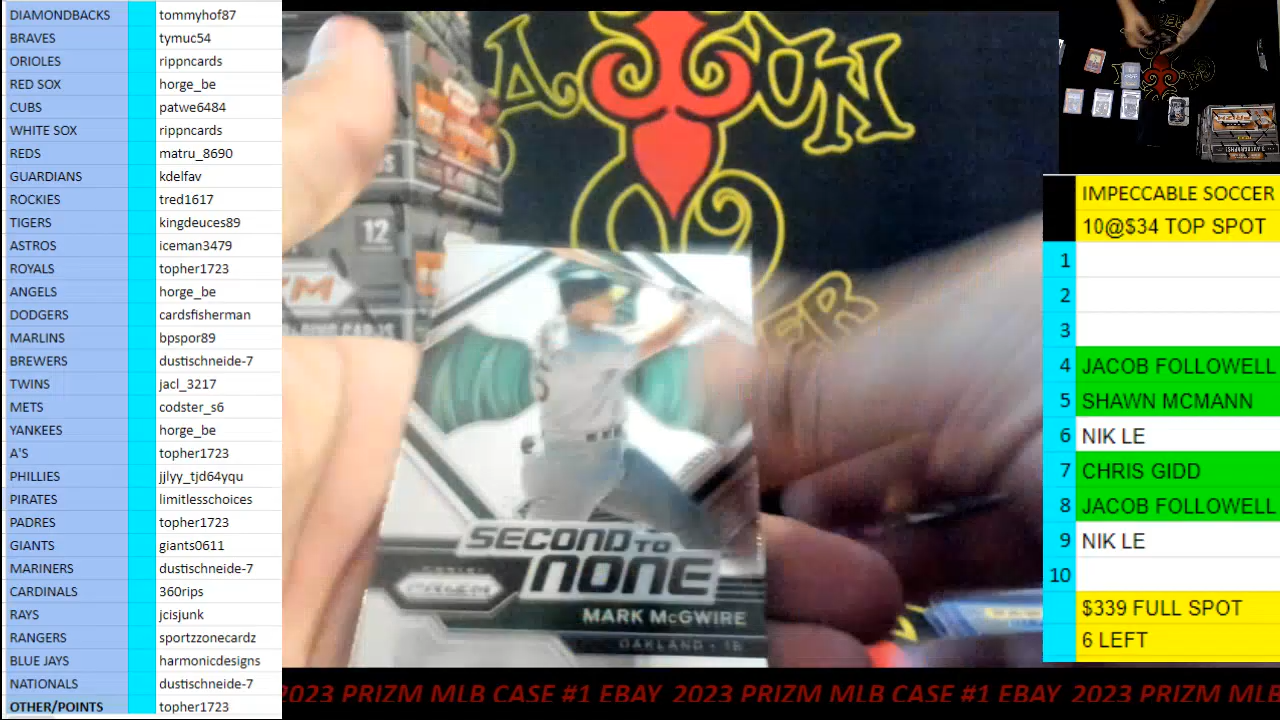 DIAMONDBACKS tommyhof87
BRAVES tymuc54
ORIOLES rippncards
RED SOX horge_be
CUBS patwe6484
WHITE SOX rippncards
REDS matru_8690
GUARDIANS kdelfav
ROCKIES tred1617
TIGERS kingdeuces89
ASTROS iceman3479
ROYALS topher1723
ANGELS horge_be
DODGERS cardsfisherman
MARLINS bpspor89
BREWERS dustischneide-7
TWINS jacl_3217
METS codster_s6
YANKEES horge_be
A'S topher1723
PHILLIES jjlyy_tjd64yqu
PIRATES limitlesschoices
PADRES topher1723
GIANTS giants0611
MARINERS dustischneide-7
CARDINALS 360rips
RAYS jcisjunk
RANGERS sportzzonecardz
BLUE JAYS harmonicdesigns
NATIONALS dustischneide-7
OTHER/POINTS topher1723
12
SECOND TO
NONE
PANINI
PRIZM
MARK McGWIRE
OAKLAND • 1B
IMPECCABLE SOCCER
10@$34 TOP SPOT
1
2
3
4 JACOB FOLLOWELL
5 SHAWN MCMANN
6 NIK LE
7 CHRIS GIDD
8 JACOB FOLLOWELL
9 NIK LE
10
$339 FULL SPOT
6 LEFT
2023 PRIZM MLB CASE #1 EBAY 2023 PRIZM MLB CASE #1 EBAY 2023 PRIZM MLB